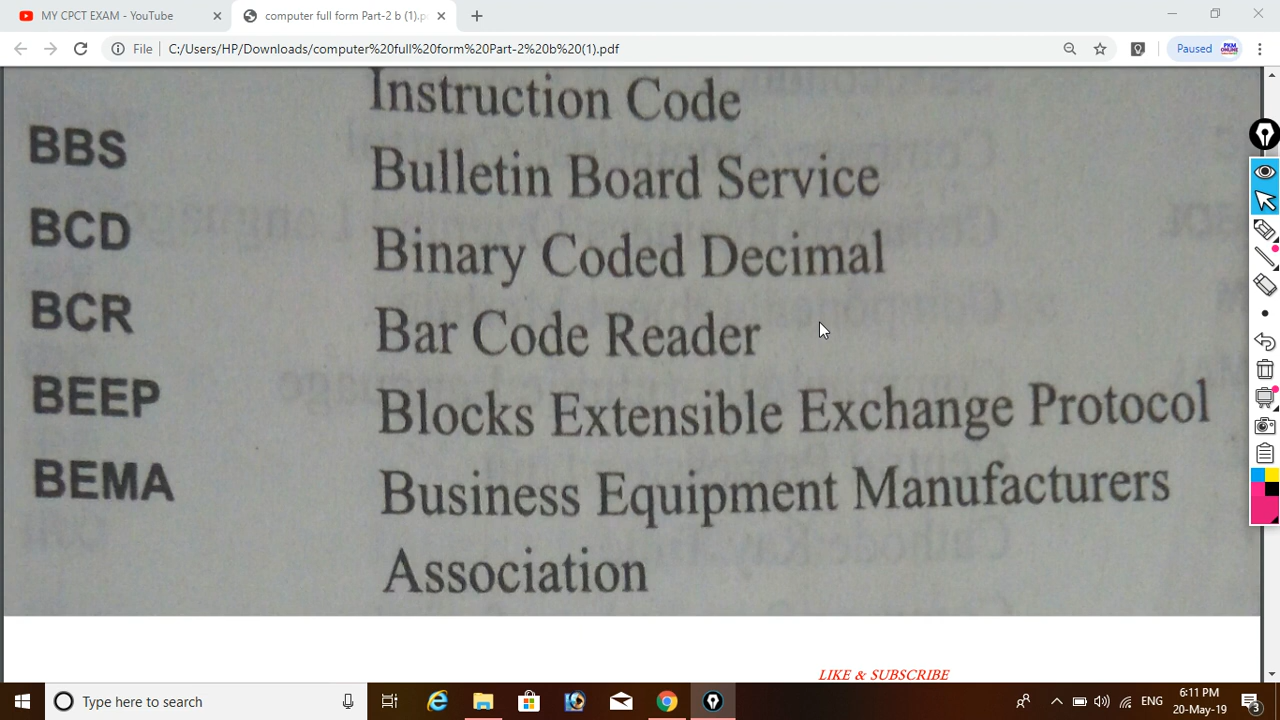 MY CPCT EXAM - YouTube
computer full form Part-2 b (1).p
File C:/Users/HP/Downloads/computer%20full%20form%20Part-2%20b%20(1).pdf
Paused
Instruction Code
BBS Bulletin Board Service
BCD Binary Coded Decimal
BCR Bar Code Reader
BEEP Blocks Extensible Exchange Protocol
BEMA Business Equipment Manufacturers
Association
LIKE & SUBSCRIBE
Type here to search
ENG
6:11 PM
20-May-19
3